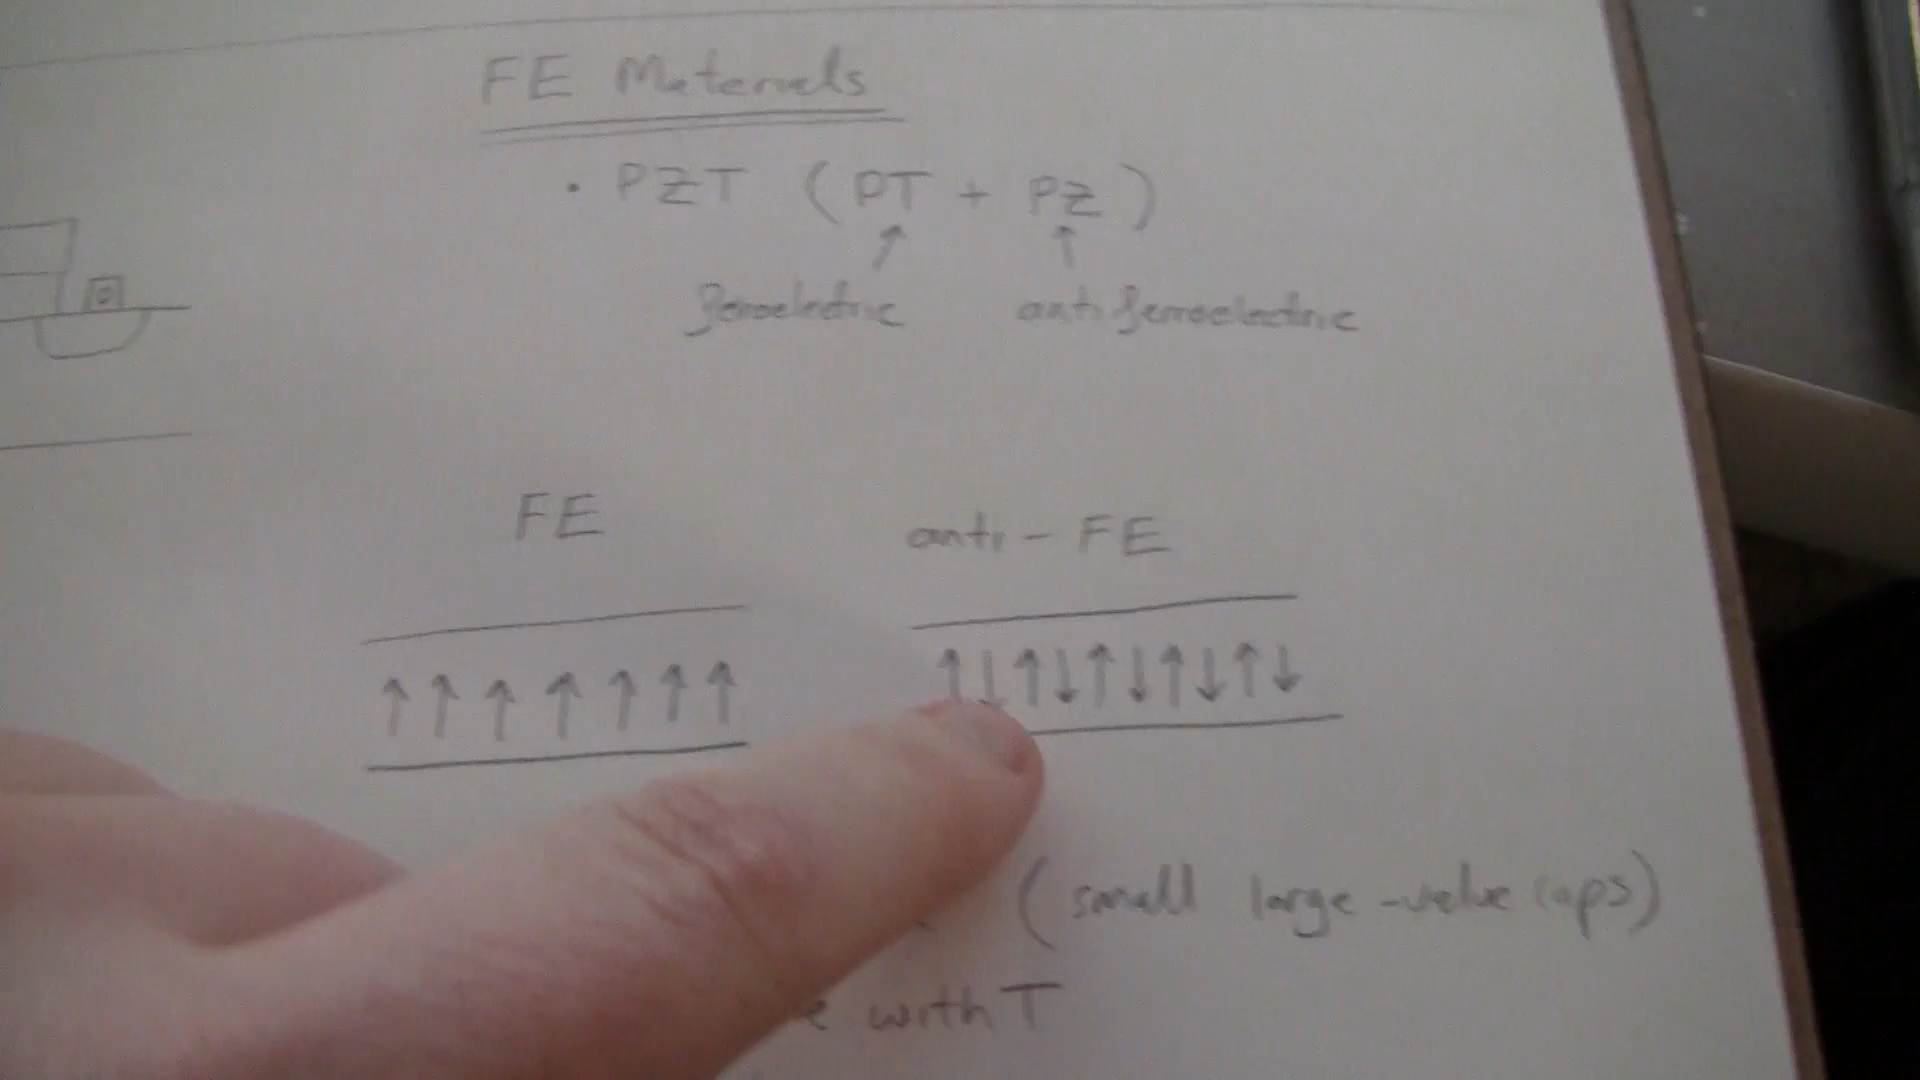 FE Materials
• PZT (PT + PZ)
ferroelectric antiferroelectric
FE anti-FE
(small large-value caps)
with T